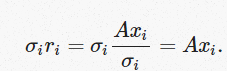 σᵢrᵢ = σᵢ Axᵢ/σᵢ = Axᵢ.